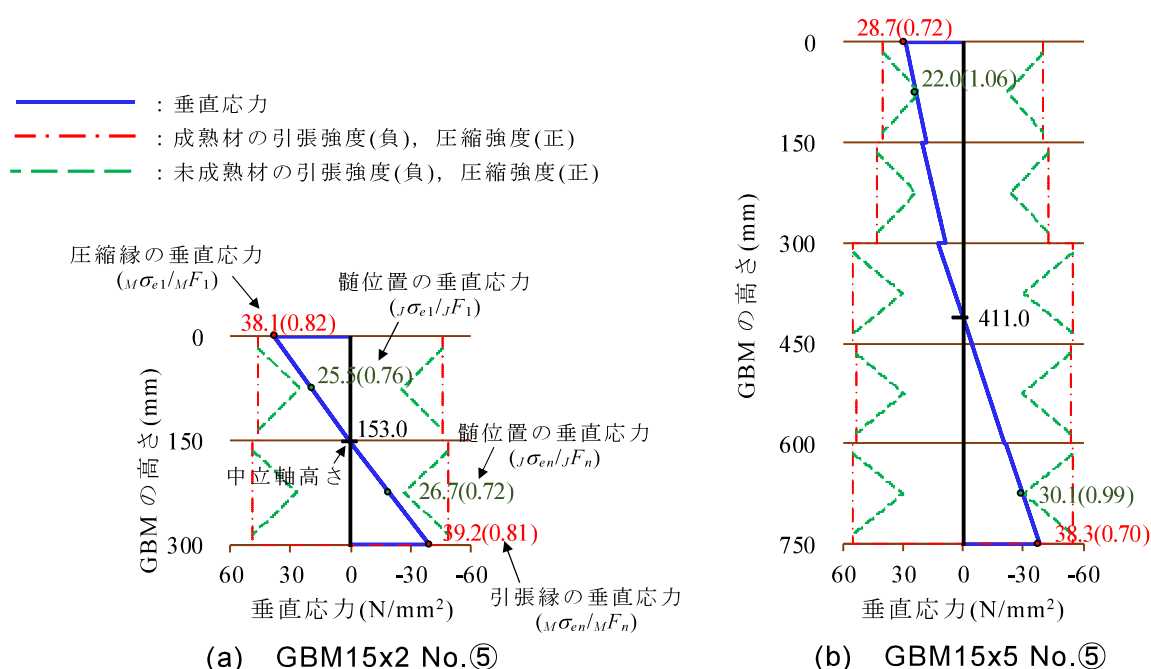 : 垂直応力
: 成熟材の引張強度(負), 圧縮強度(正)
: 未成熟材の引張強度(負), 圧縮強度(正)
圧縮縁の垂直応力
(Mσe1/MF1)
髄位置の垂直応力
(Jσe1/JF1)
38.1(0.82)
25.5(0.76)
153.0
髄位置の垂直応力
(Jσen/JFn)
中立軸高さ
26.7(0.72)
39.2(0.81)
引張縁の垂直応力
(Mσen/MFn)
GBMの高さ(mm)
0
150
300
60 30 0 -30 -60
垂直応力(N/mm²)
(a) GBM15x2 No.⑤
28.7(0.72)
22.0(1.06)
411.0
30.1(0.99)
38.3(0.70)
GBMの高さ(mm)
0
150
300
450
600
750
60 30 0 -30 -60
垂直応力(N/mm²)
(b) GBM15x5 No.⑤